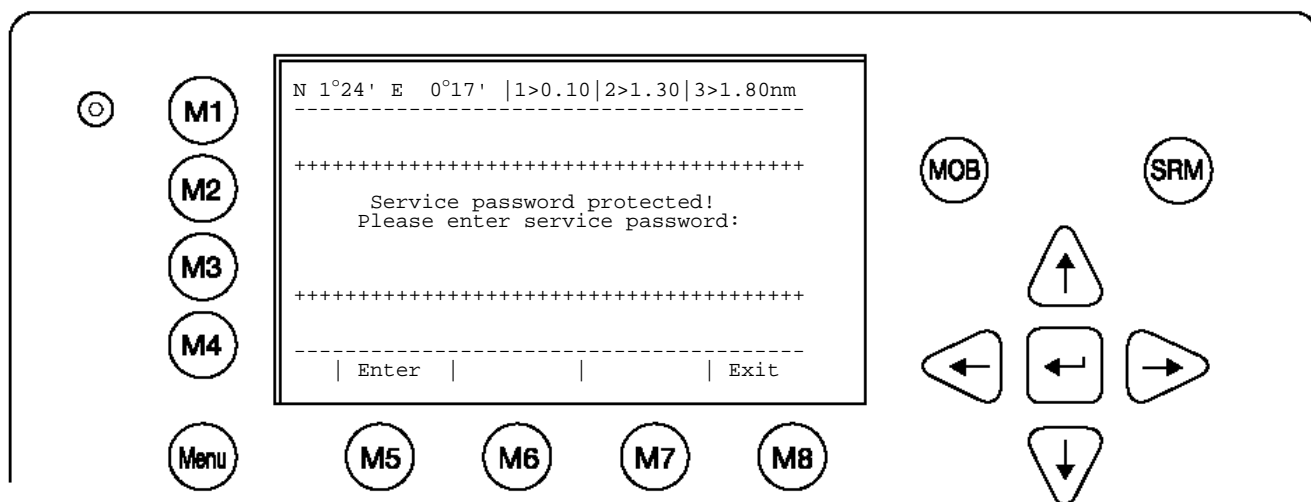 N 1°24' E 0°17' |1>0.10|2>1.30|3>1.80nm
----------------------------------------
++++++++++++++++++++++++++++++++++++++++
Service password protected!
Please enter service password:
++++++++++++++++++++++++++++++++++++++++
----------------------------------------
| Enter | | | Exit
M1
M2
M3
M4
Menu
M5
M6
M7
M8
MOB
SRM